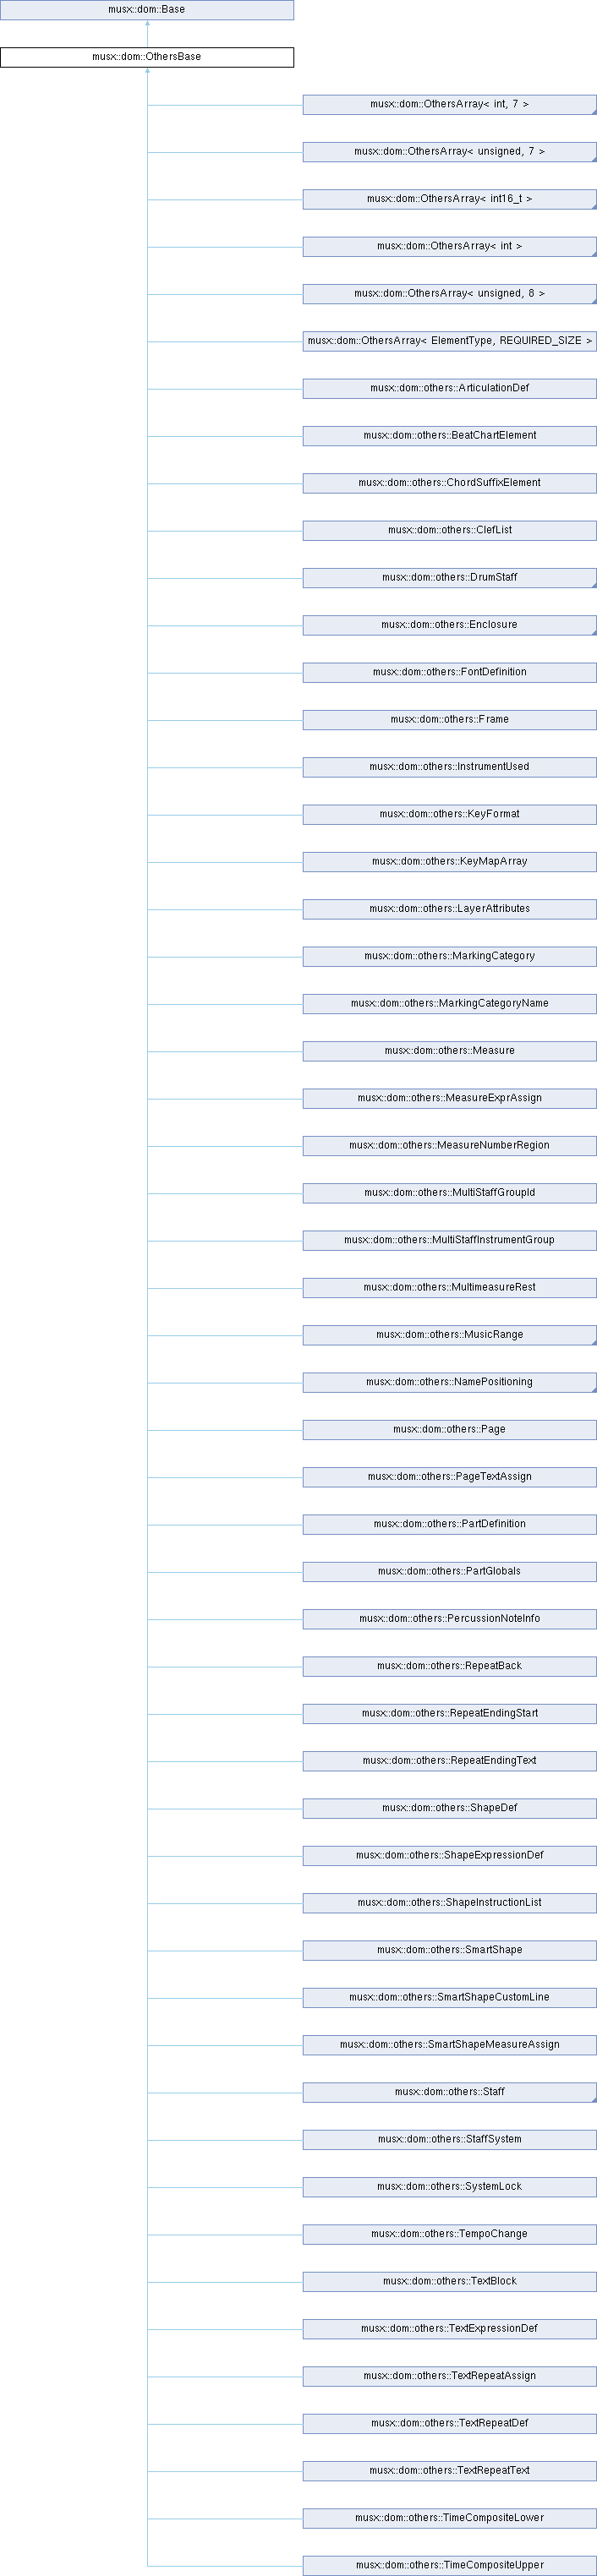 musx::dom::Base
musx::dom::OthersBase
musx::dom::OthersArray< int, 7 >
musx::dom::OthersArray< unsigned, 7 >
musx::dom::OthersArray< int16_t >
musx::dom::OthersArray< int >
musx::dom::OthersArray< unsigned, 8 >
musx::dom::OthersArray< ElementType, REQUIRED_SIZE >
musx::dom::others::ArticulationDef
musx::dom::others::BeatChartElement
musx::dom::others::ChordSuffixElement
musx::dom::others::ClefList
musx::dom::others::DrumStaff
musx::dom::others::Enclosure
musx::dom::others::FontDefinition
musx::dom::others::Frame
musx::dom::others::InstrumentUsed
musx::dom::others::KeyFormat
musx::dom::others::KeyMapArray
musx::dom::others::LayerAttributes
musx::dom::others::MarkingCategory
musx::dom::others::MarkingCategoryName
musx::dom::others::Measure
musx::dom::others::MeasureExprAssign
musx::dom::others::MeasureNumberRegion
musx::dom::others::MultiStaffGroupId
musx::dom::others::MultiStaffInstrumentGroup
musx::dom::others::MultimeasureRest
musx::dom::others::MusicRange
musx::dom::others::NamePositioning
musx::dom::others::Page
musx::dom::others::PageTextAssign
musx::dom::others::PartDefinition
musx::dom::others::PartGlobals
musx::dom::others::PercussionNoteInfo
musx::dom::others::RepeatBack
musx::dom::others::RepeatEndingStart
musx::dom::others::RepeatEndingText
musx::dom::others::ShapeDef
musx::dom::others::ShapeExpressionDef
musx::dom::others::ShapeInstructionList
musx::dom::others::SmartShape
musx::dom::others::SmartShapeCustomLine
musx::dom::others::SmartShapeMeasureAssign
musx::dom::others::Staff
musx::dom::others::StaffSystem
musx::dom::others::SystemLock
musx::dom::others::TempoChange
musx::dom::others::TextBlock
musx::dom::others::TextExpressionDef
musx::dom::others::TextRepeatAssign
musx::dom::others::TextRepeatDef
musx::dom::others::TextRepeatText
musx::dom::others::TimeCompositeLower
musx::dom::others::TimeCompositeUpper